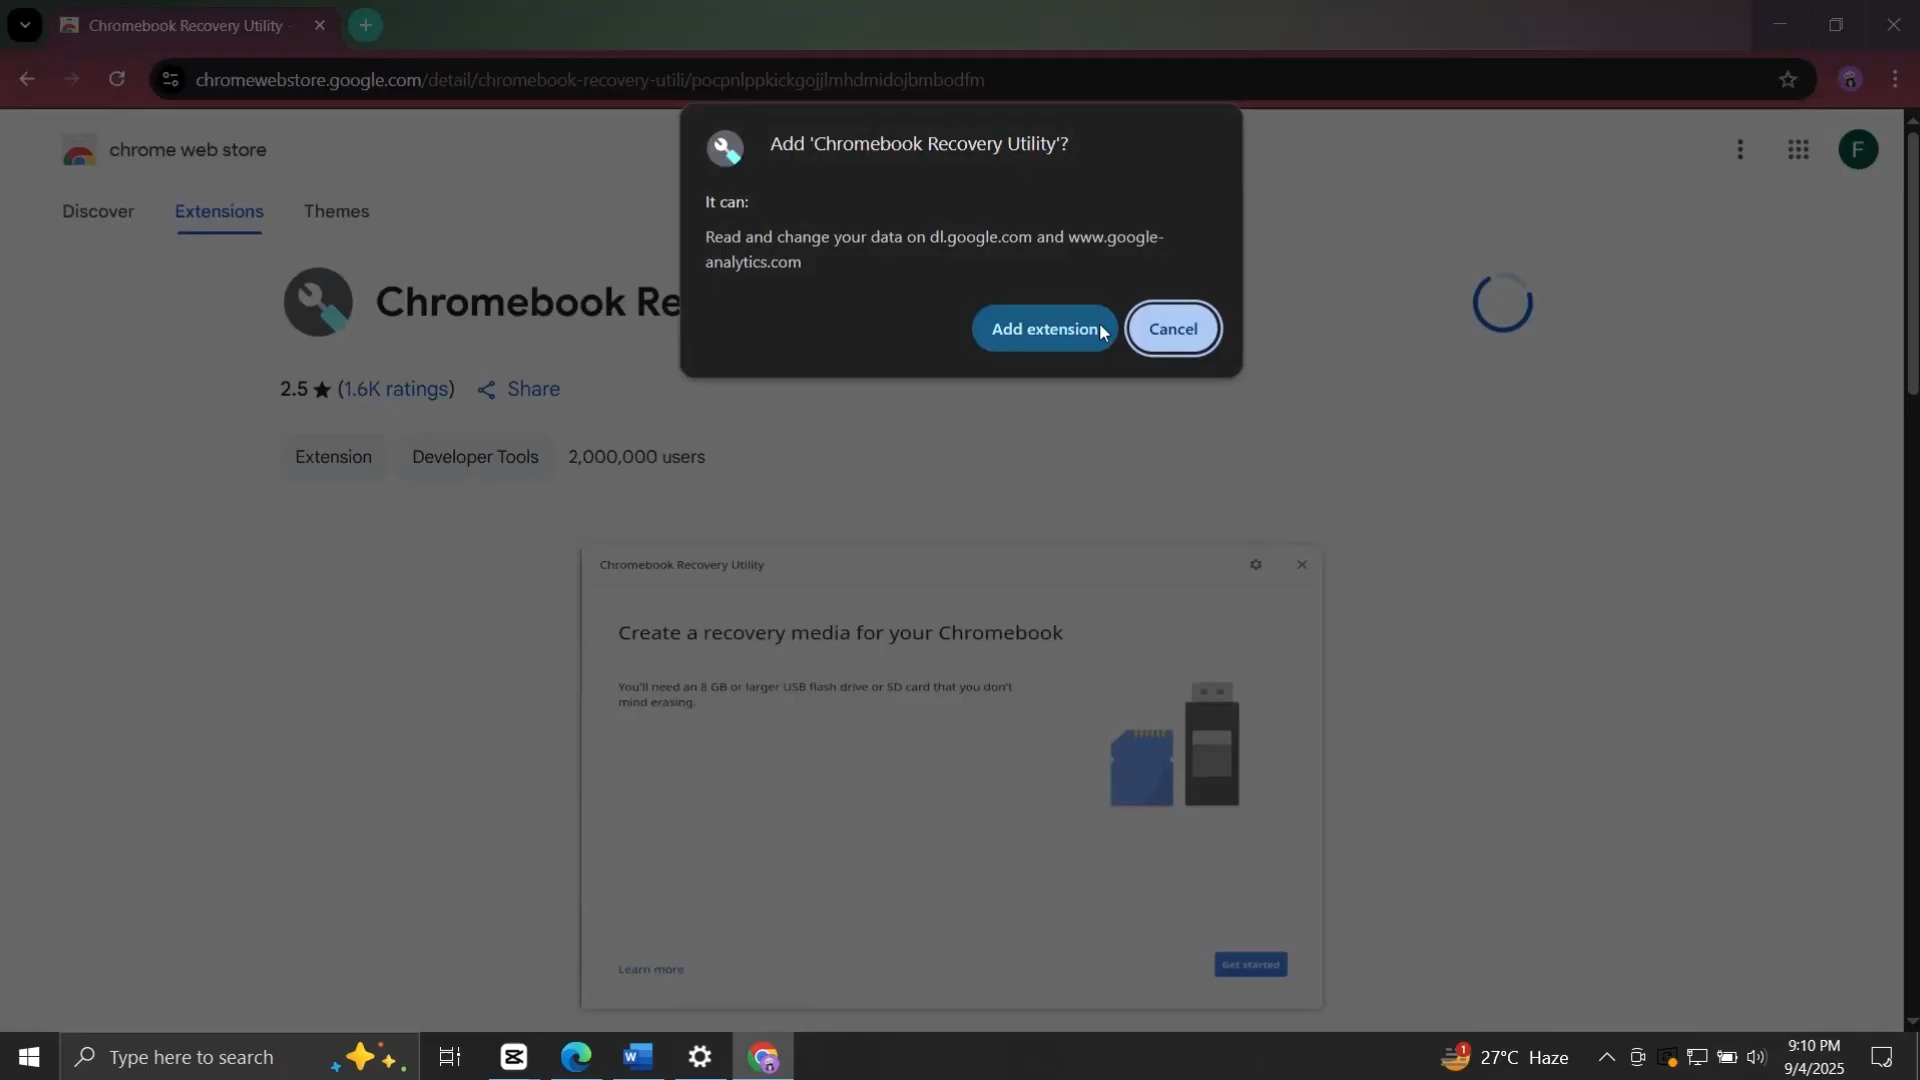 Chromebook Recovery Utility
chromewebstore.google.com/detail/chromebook-recovery-utili/pocpnlppkickgojjlmhdmidojbmbodfm
Add 'Chromebook Recovery Utility'?
It can:
Read and change your data on dl.google.com and www.google-
analytics.com
Add extension
Cancel
chrome web store
F
Discover
Extensions
Themes
Chromebook Re
2.5 ★ (1.6K ratings)
Share
Extension
Developer Tools
2,000,000 users
Chromebook Recovery Utility
Create a recovery media for your Chromebook
You'll need an 8 GB or larger USB flash drive or SD card that you don't
mind erasing.
Learn more
Get started
Type here to search
1
27°C Haze
9:10 PM
9/4/2025